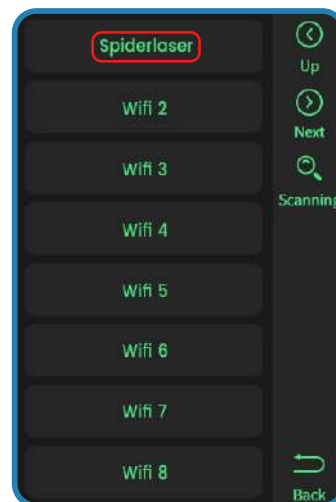 Spiderlaser
Wifi 2
Wifi 3
Wifi 4
Wifi 5
Wifi 6
Wifi 7
Wifi 8
Up
Next
Scanning
Back